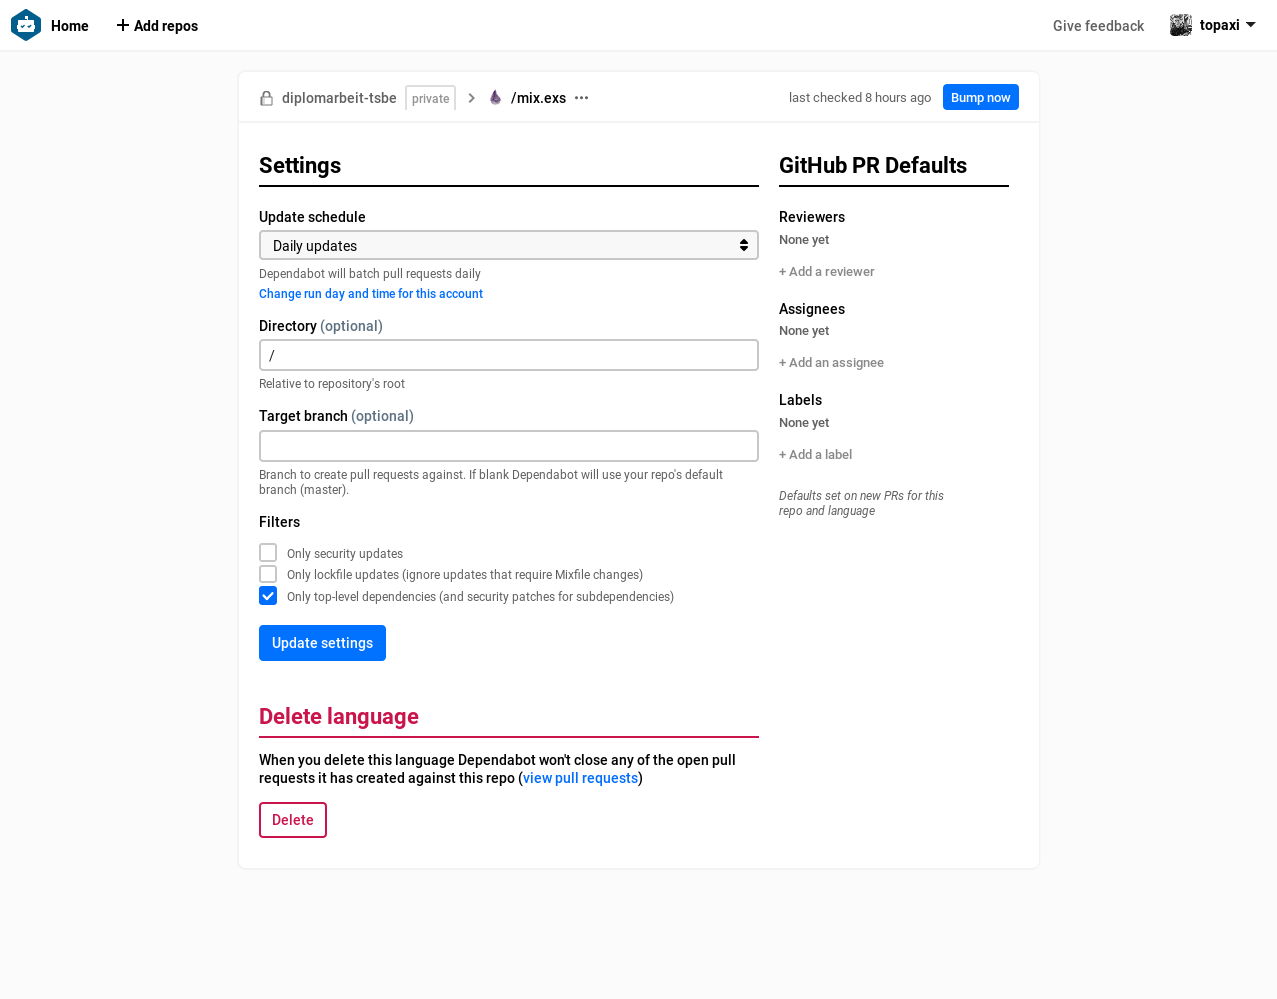 Home
Add repos
Give feedback
topaxi
diplomarbeit-tsbe private /mix.exs
last checked 8 hours ago
Bump now
Settings
Update schedule
Daily updates
Dependabot will batch pull requests daily
Change run day and time for this account
Directory (optional)
/
Relative to repository's root
Target branch (optional)
Branch to create pull requests against. If blank Dependabot will use your repo's default
branch (master).
Filters
Only security updates
Only lockfile updates (ignore updates that require Mixfile changes)
Only top-level dependencies (and security patches for subdependencies)
Update settings
Delete language
When you delete this language Dependabot won't close any of the open pull
requests it has created against this repo (view pull requests)
Delete
GitHub PR Defaults
Reviewers
None yet
+ Add a reviewer
Assignees
None yet
+ Add an assignee
Labels
None yet
+ Add a label
Defaults set on new PRs for this
repo and language